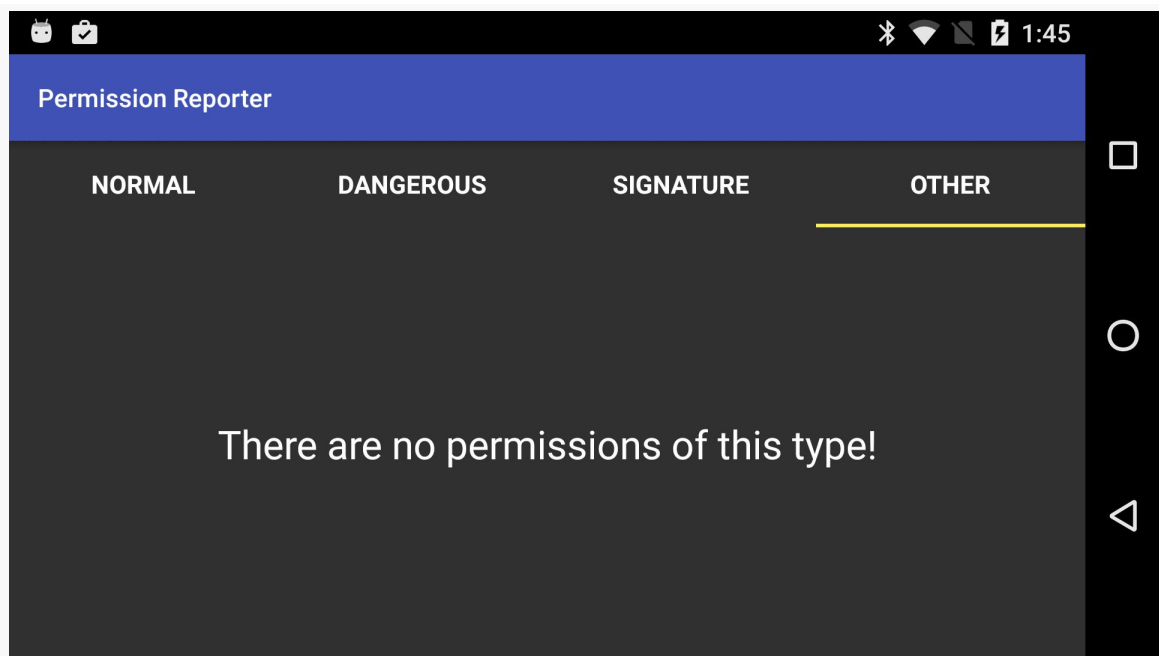 1:45
Permission Reporter
NORMAL DANGEROUS SIGNATURE OTHER
There are no permissions of this type!